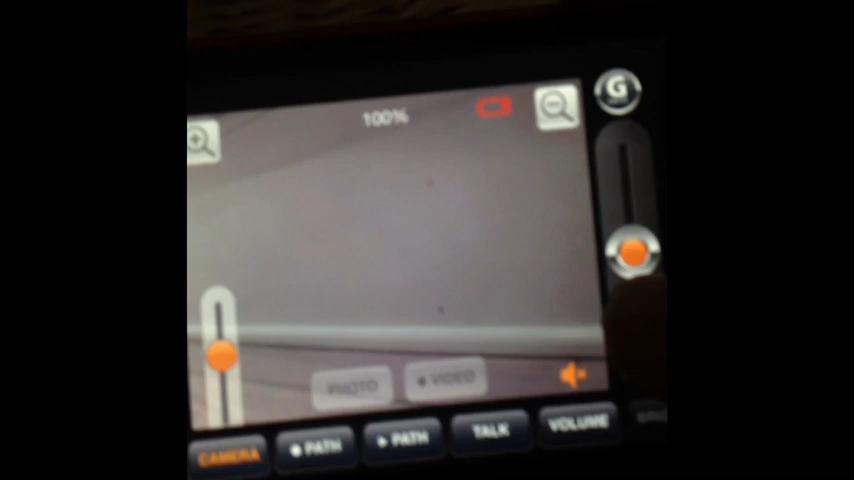 G
100%
PHOTO
VIDEO
CAMERA
PATH
PATH
TALK
VOLUME